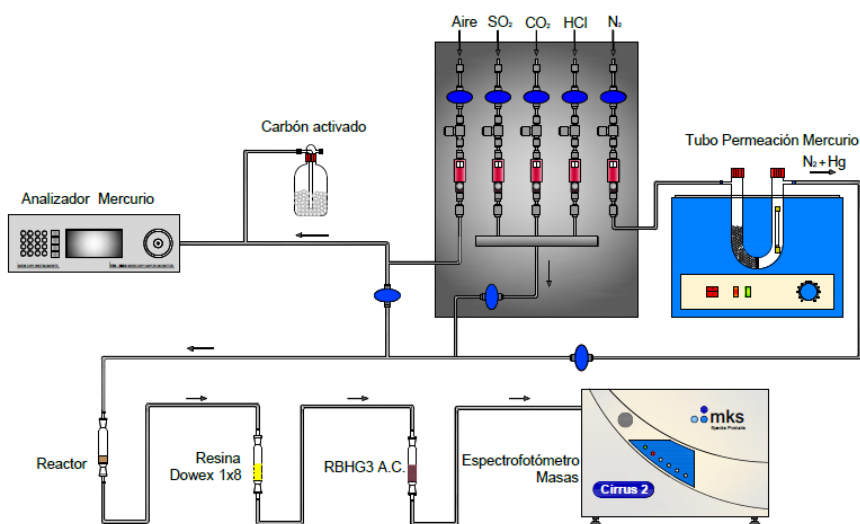 Aire SO₂ CO₂ HCl N₂
Carbón activado
Tubo Permeación Mercurio
N₂ + Hg
Analizador Mercurio
Reactor
Resina
Dowex 1x8
RBHG3 A.C.
Espectrofotómetro
Masas
mks
Cirrus 2